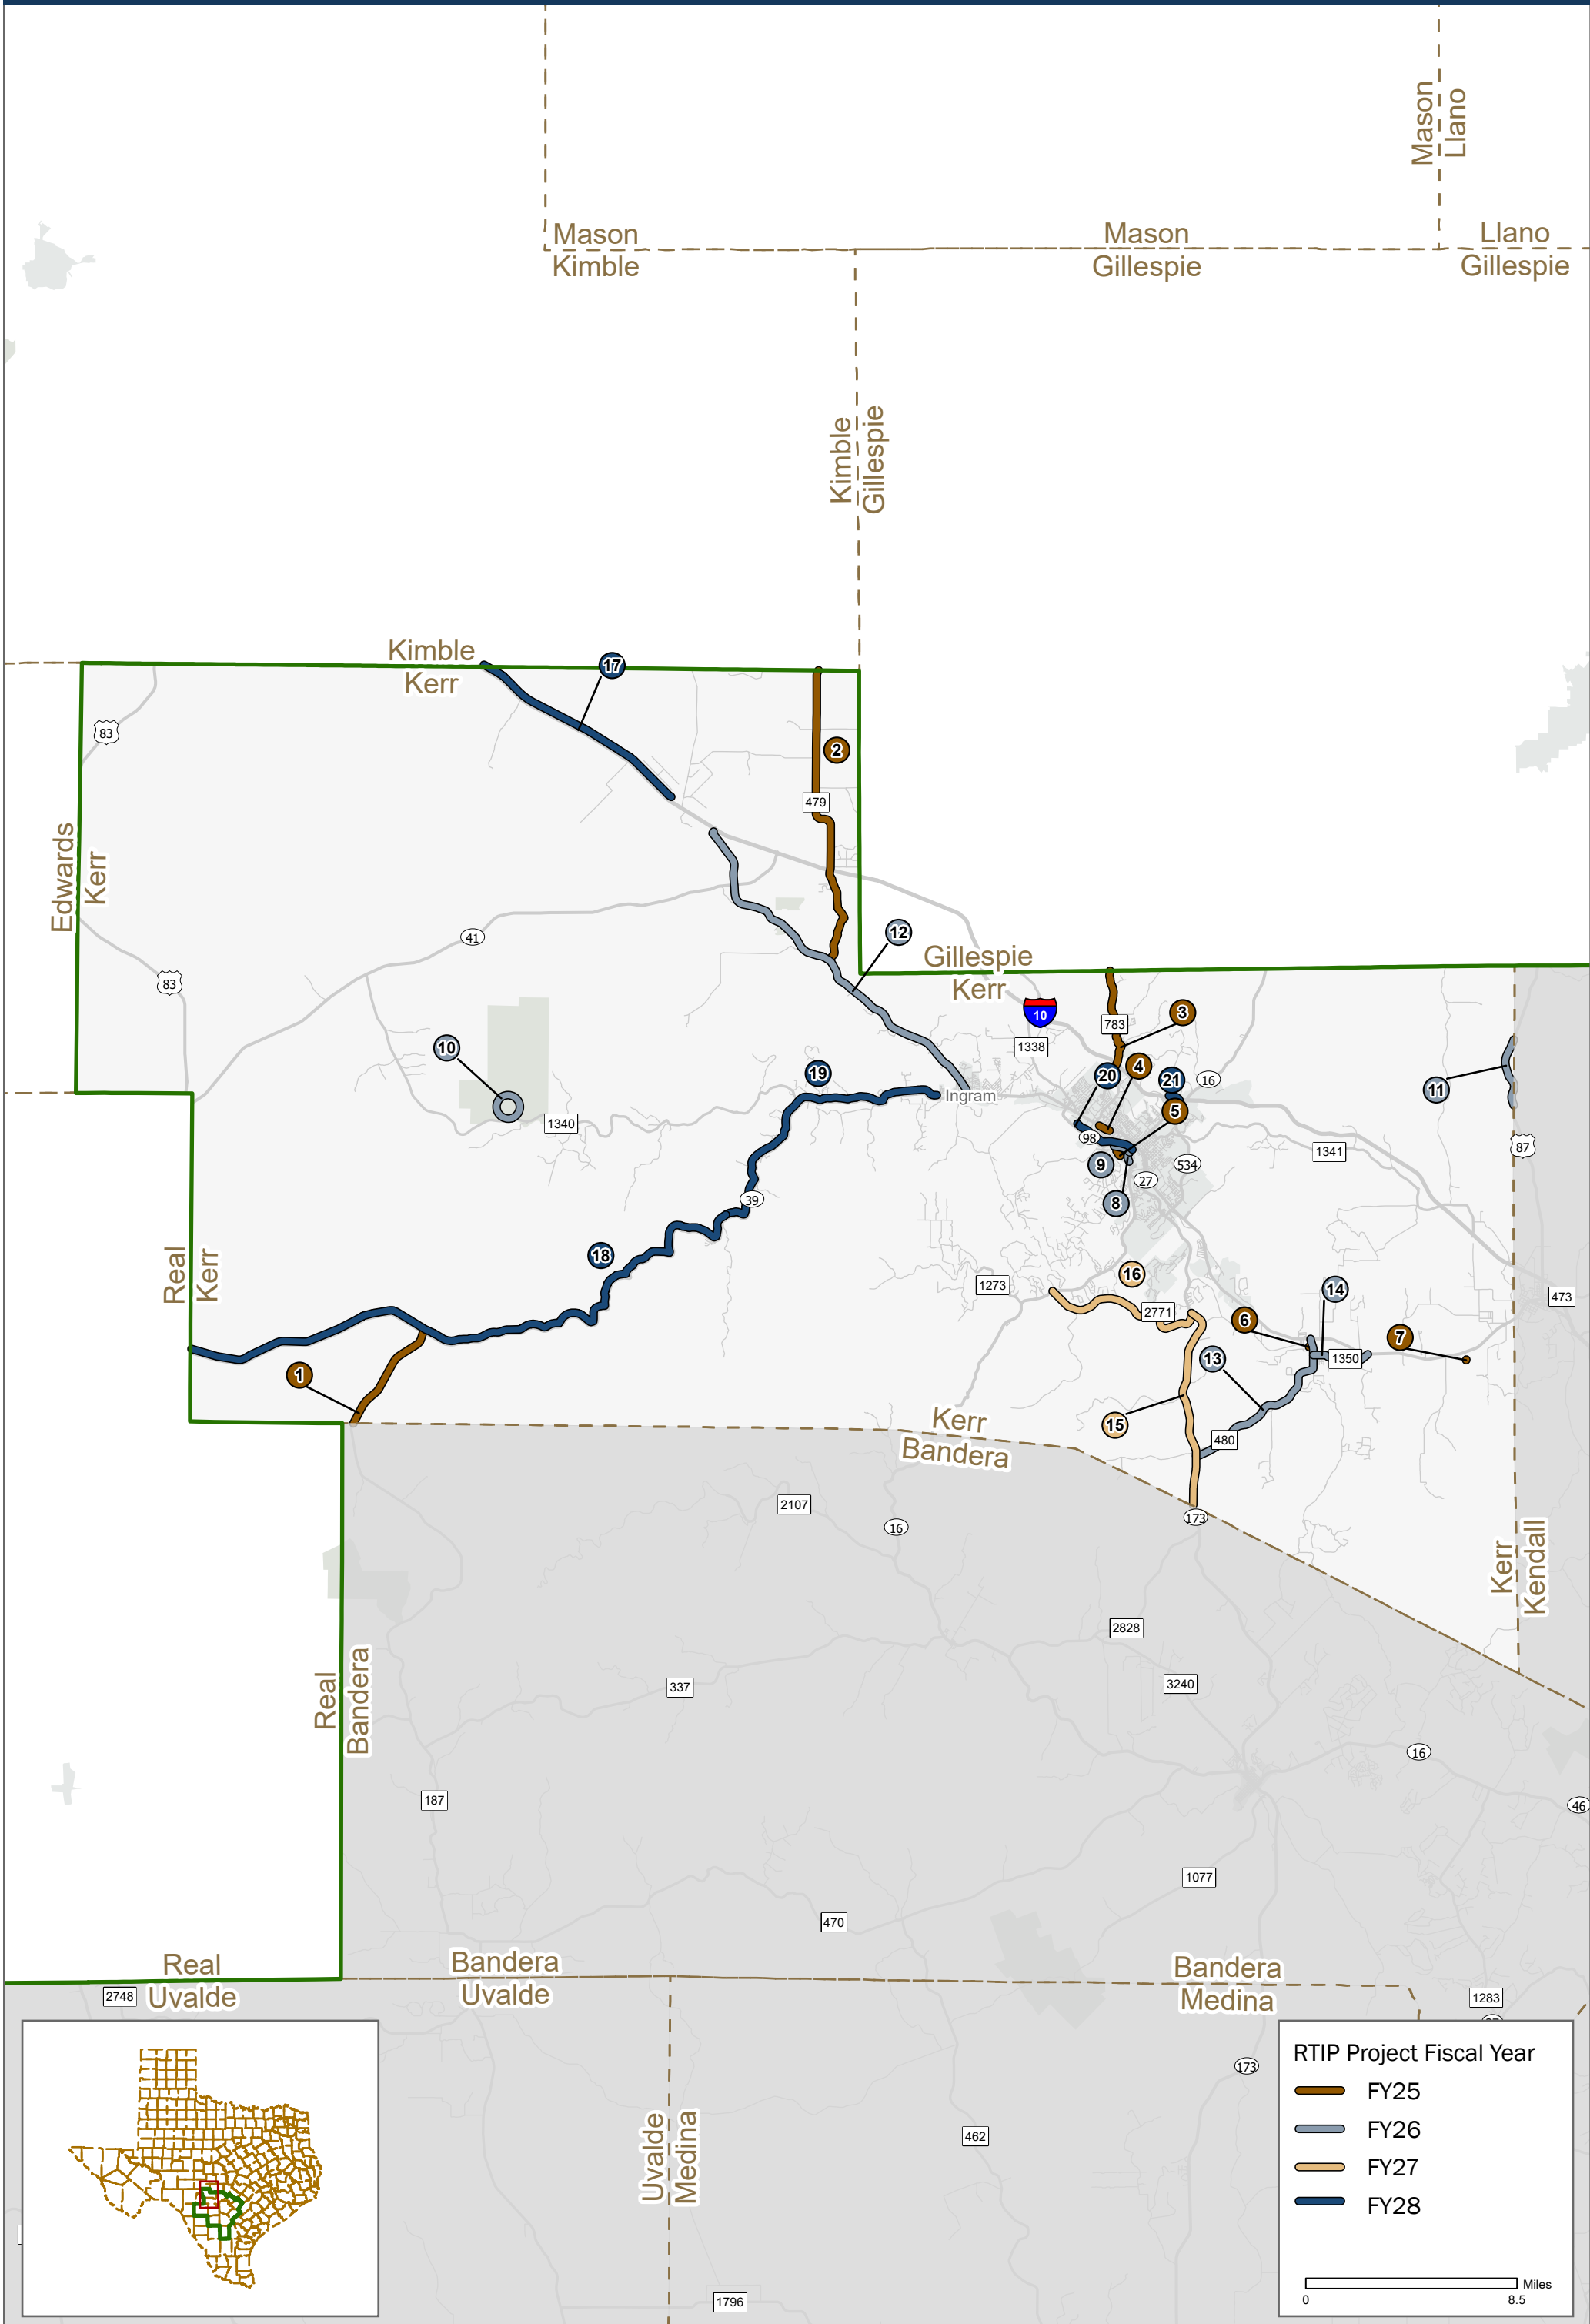 Mason
Llano
Mason
Kimble
Mason
Gillespie
Llano
Gillespie
Kimble
Gillespie
Kimble
Kerr
17
83
2
479
Edwards
Kerr
41
12
83
Gillespie
Kerr
10
3
783
1338
10
19
20
4
21
16
5
11
Ingram
1340
98
1341
87
9
534
27
8
39
18
Real
Kerr
16
1273
14
473
2771
6
7
13
1350
1
15
Kerr
Bandera
480
2107
16
173
Kerr
Kendall
2828
337
3240
Real
Bandera
16
187
46
1077
470
Real
Uvalde
Bandera
Uvalde
Bandera
Medina
2748
1283
173
Uvalde
Medina
462
1796
RTIP Project Fiscal Year
FY25
FY26
FY27
FY28
Miles
0 8.5